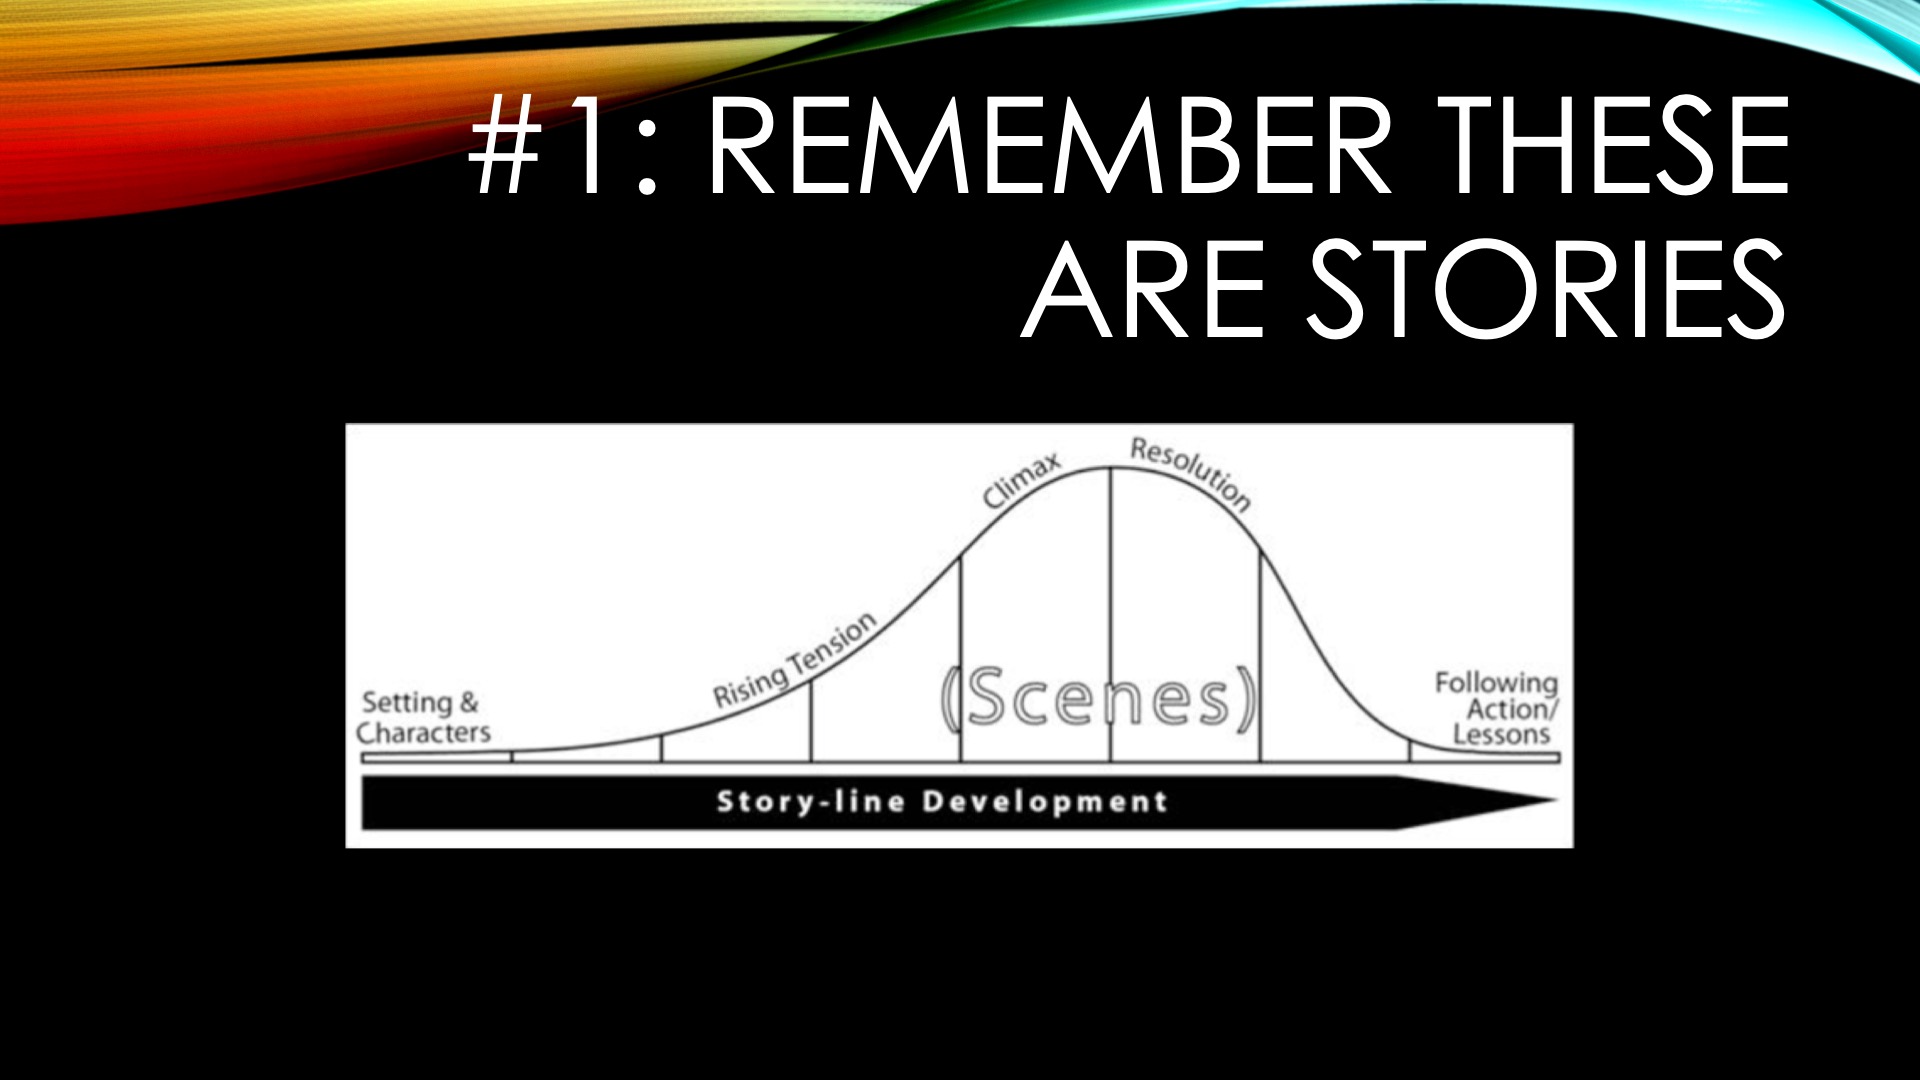 #1: REMEMBER THESE
ARE STORIES
Climax
Resolution
Rising Tension
(Scenes)
Setting &
Characters
Following
Action/
Lessons
Story-line Development